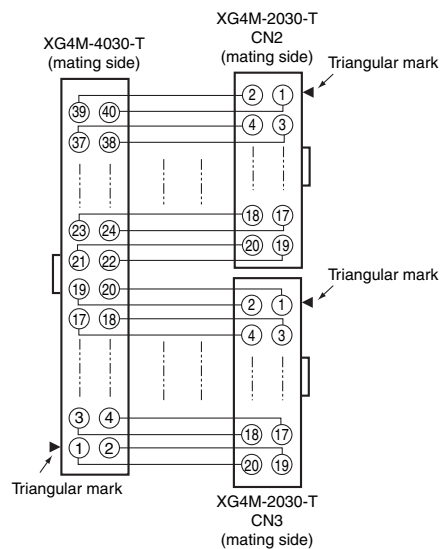 XG4M-2030-T
CN2
(mating side)
XG4M-4030-T
(mating side)
Triangular mark
2 1
39 40
4 3
37 38
18 17
23 24
20 19
21 22
Triangular mark
19 20
2 1
17 18
4 3
3 4
18 17
1 2
20 19
Triangular mark
XG4M-2030-T
CN3
(mating side)